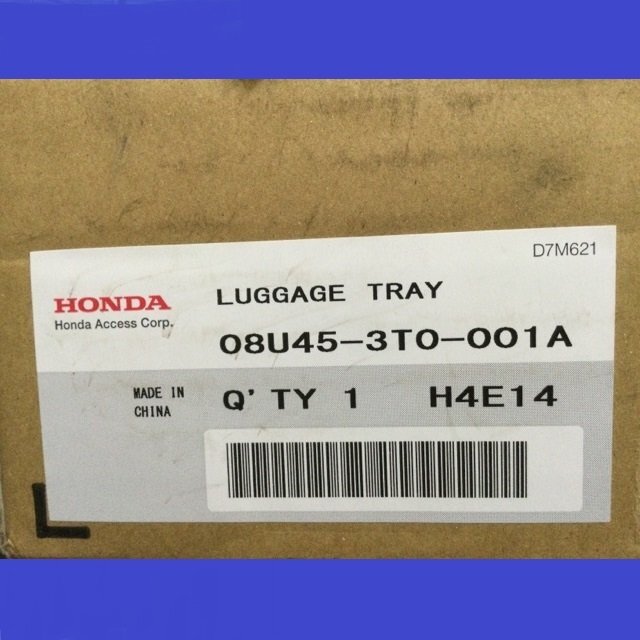 D7M621
HONDA
Honda Access Corp.
LUGGAGE TRAY
08U45-3T0-001A
MADE IN
CHINA
Q'TY 1 H4E14